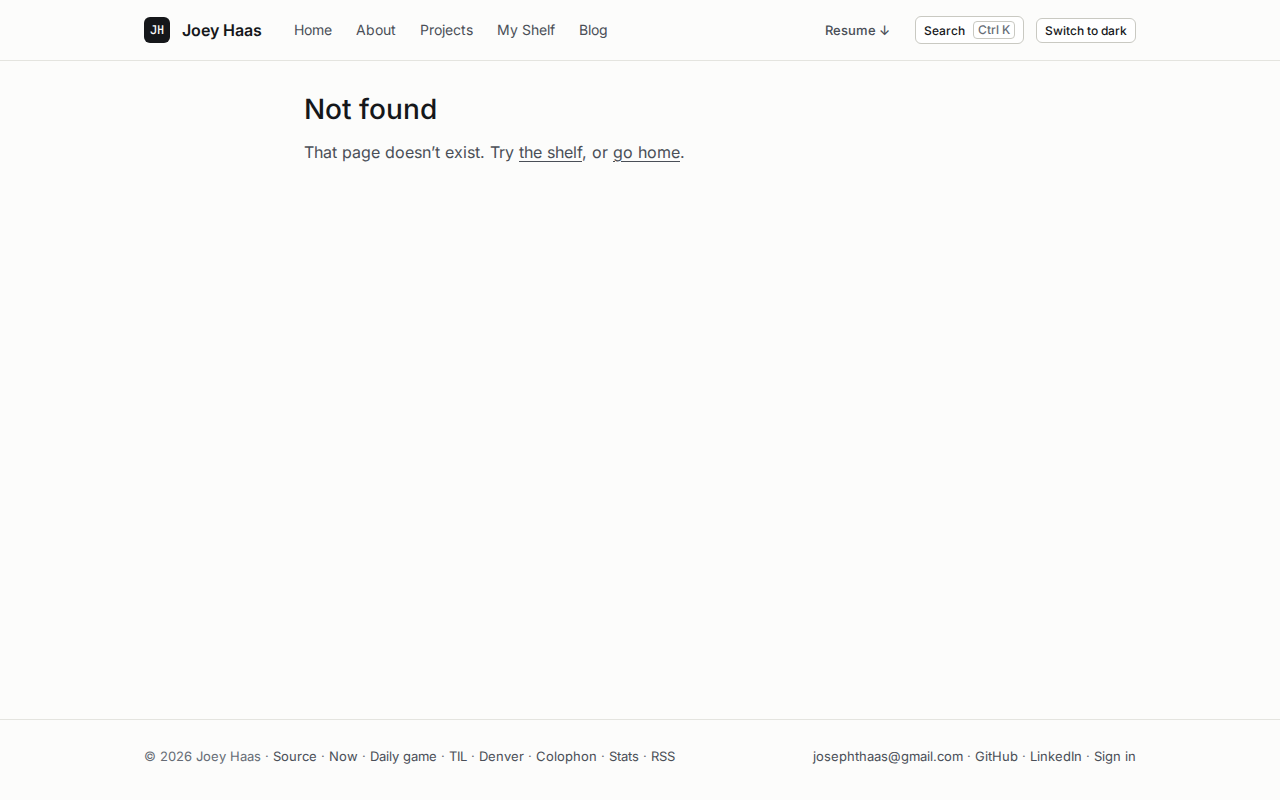 JH Joey Haas Home About Projects My Shelf Blog Resume ↓ Search Ctrl K Switch to dark
Not found
That page doesn’t exist. Try the shelf, or go home.
© 2026 Joey Haas · Source · Now · Daily game · TIL · Denver · Colophon · Stats · RSS josephthaas@gmail.com · GitHub · LinkedIn · Sign in